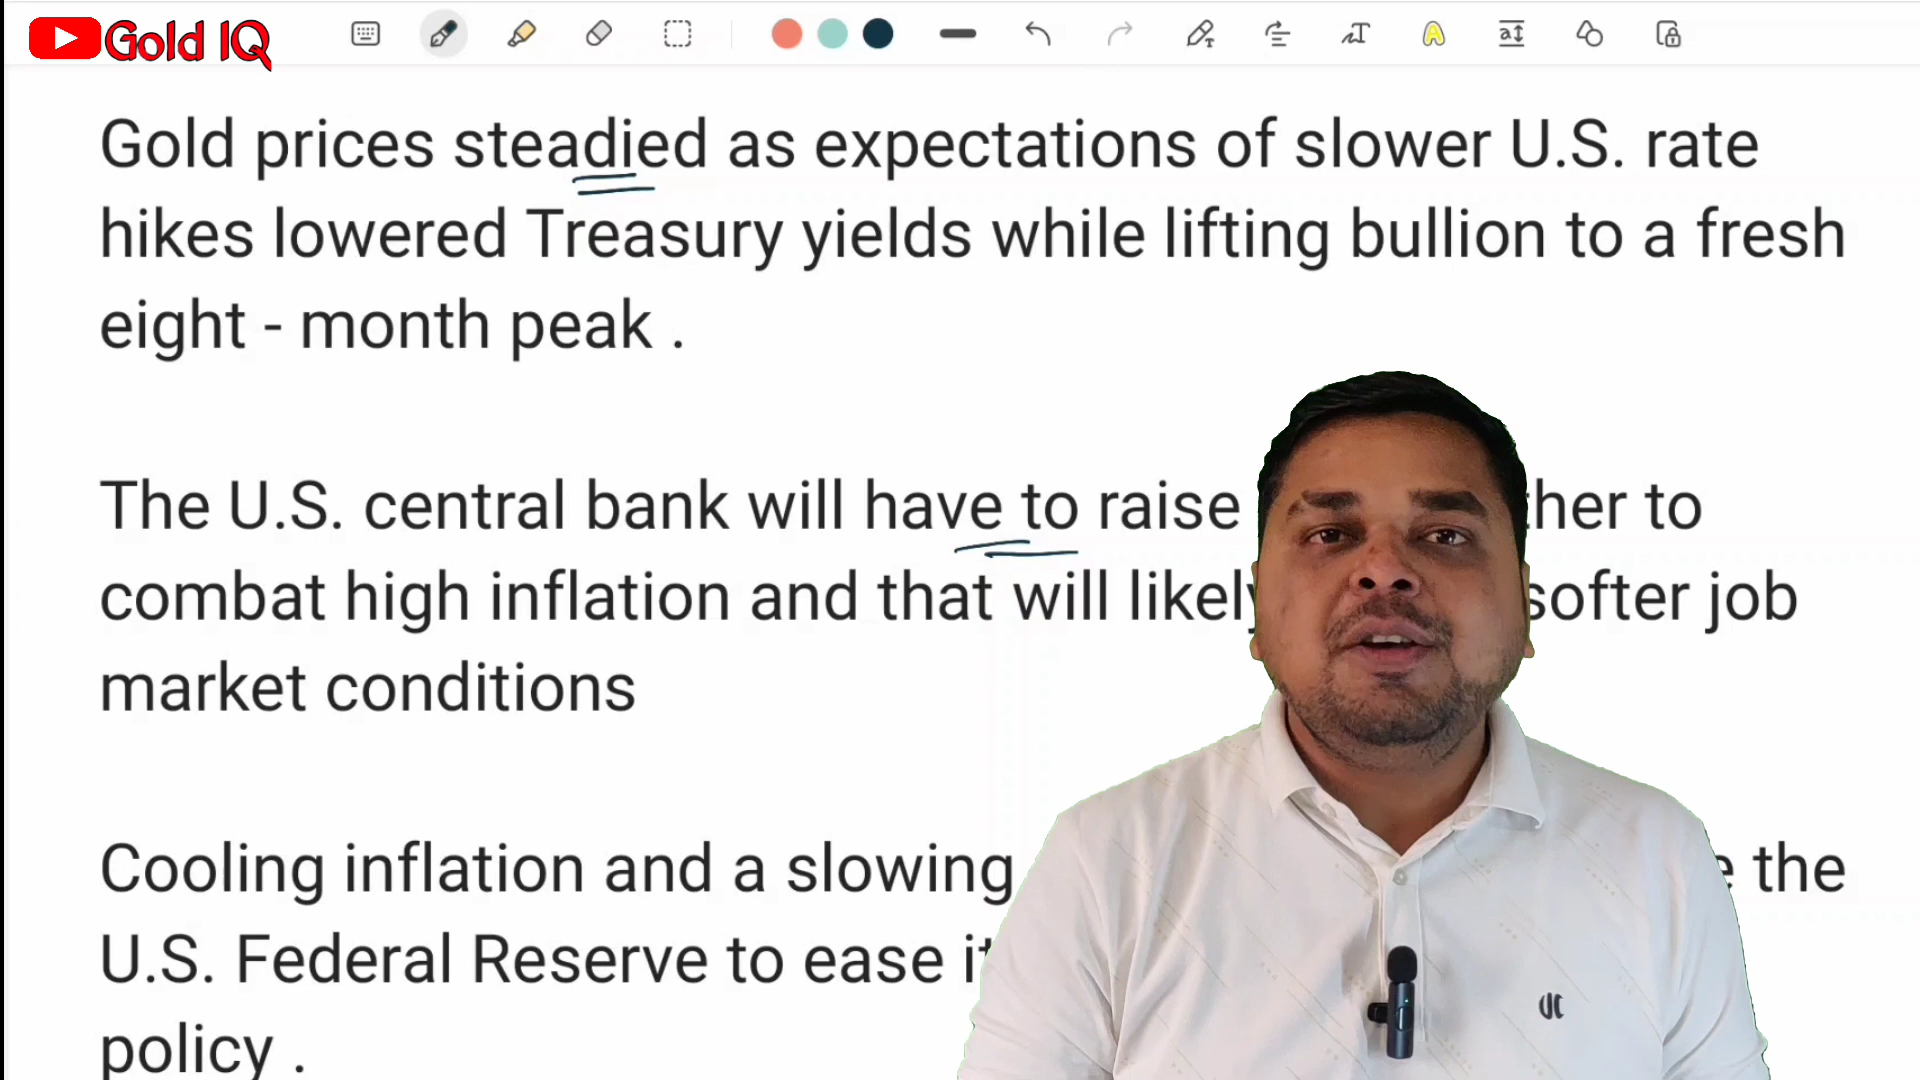 Gold IQ
Gold prices steadied as expectations of slower U.S. rate
hikes lowered Treasury yields while lifting bullion to a fresh
eight - month peak .
The U.S. central bank will have to raise ther to
combat high inflation and that will likely softer job
market conditions
Cooling inflation and a slowing the
U.S. Federal Reserve to ease
policy .